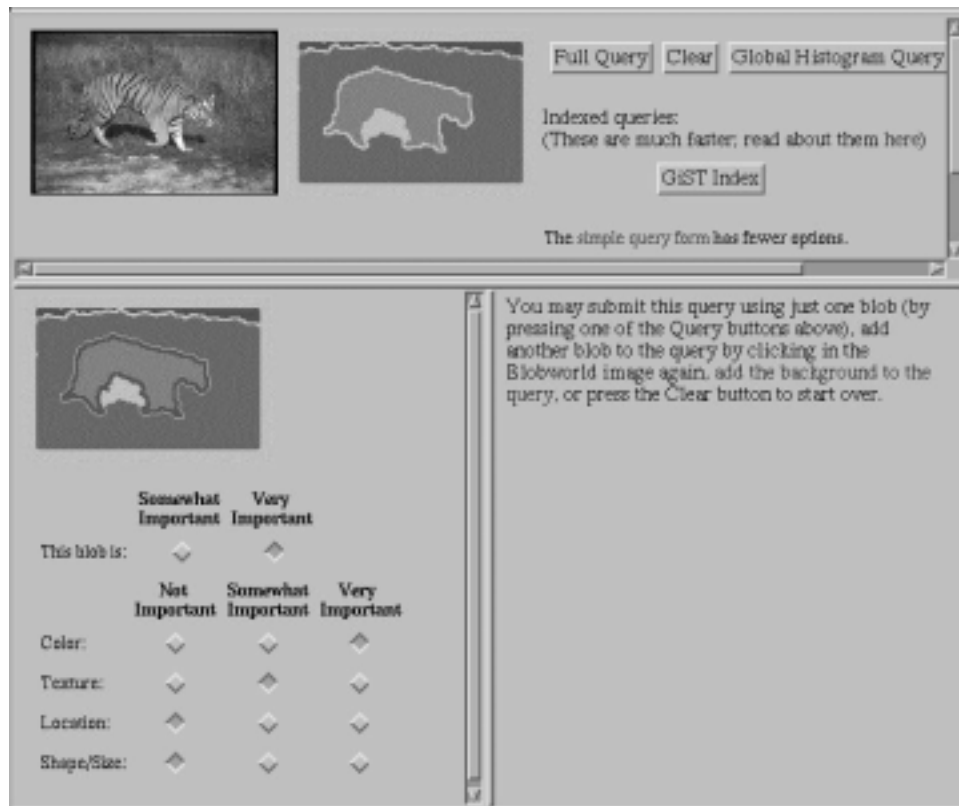 Full Query Clear Global Histogram Query
Indexed queries:
(These are much faster; read about them here)
GiST Index
The simple query form has fewer options.
You may submit this query using just one blob (by
pressing one of the Query buttons above), add
another blob to the query by clicking in the
Blobworld image again, add the background to the
query, or press the Clear button to start over.
Somewhat Very
Important Important
This blob is:
Not Somewhat Very
Important Important Important
Color:
Texture:
Location:
Shape/Size: